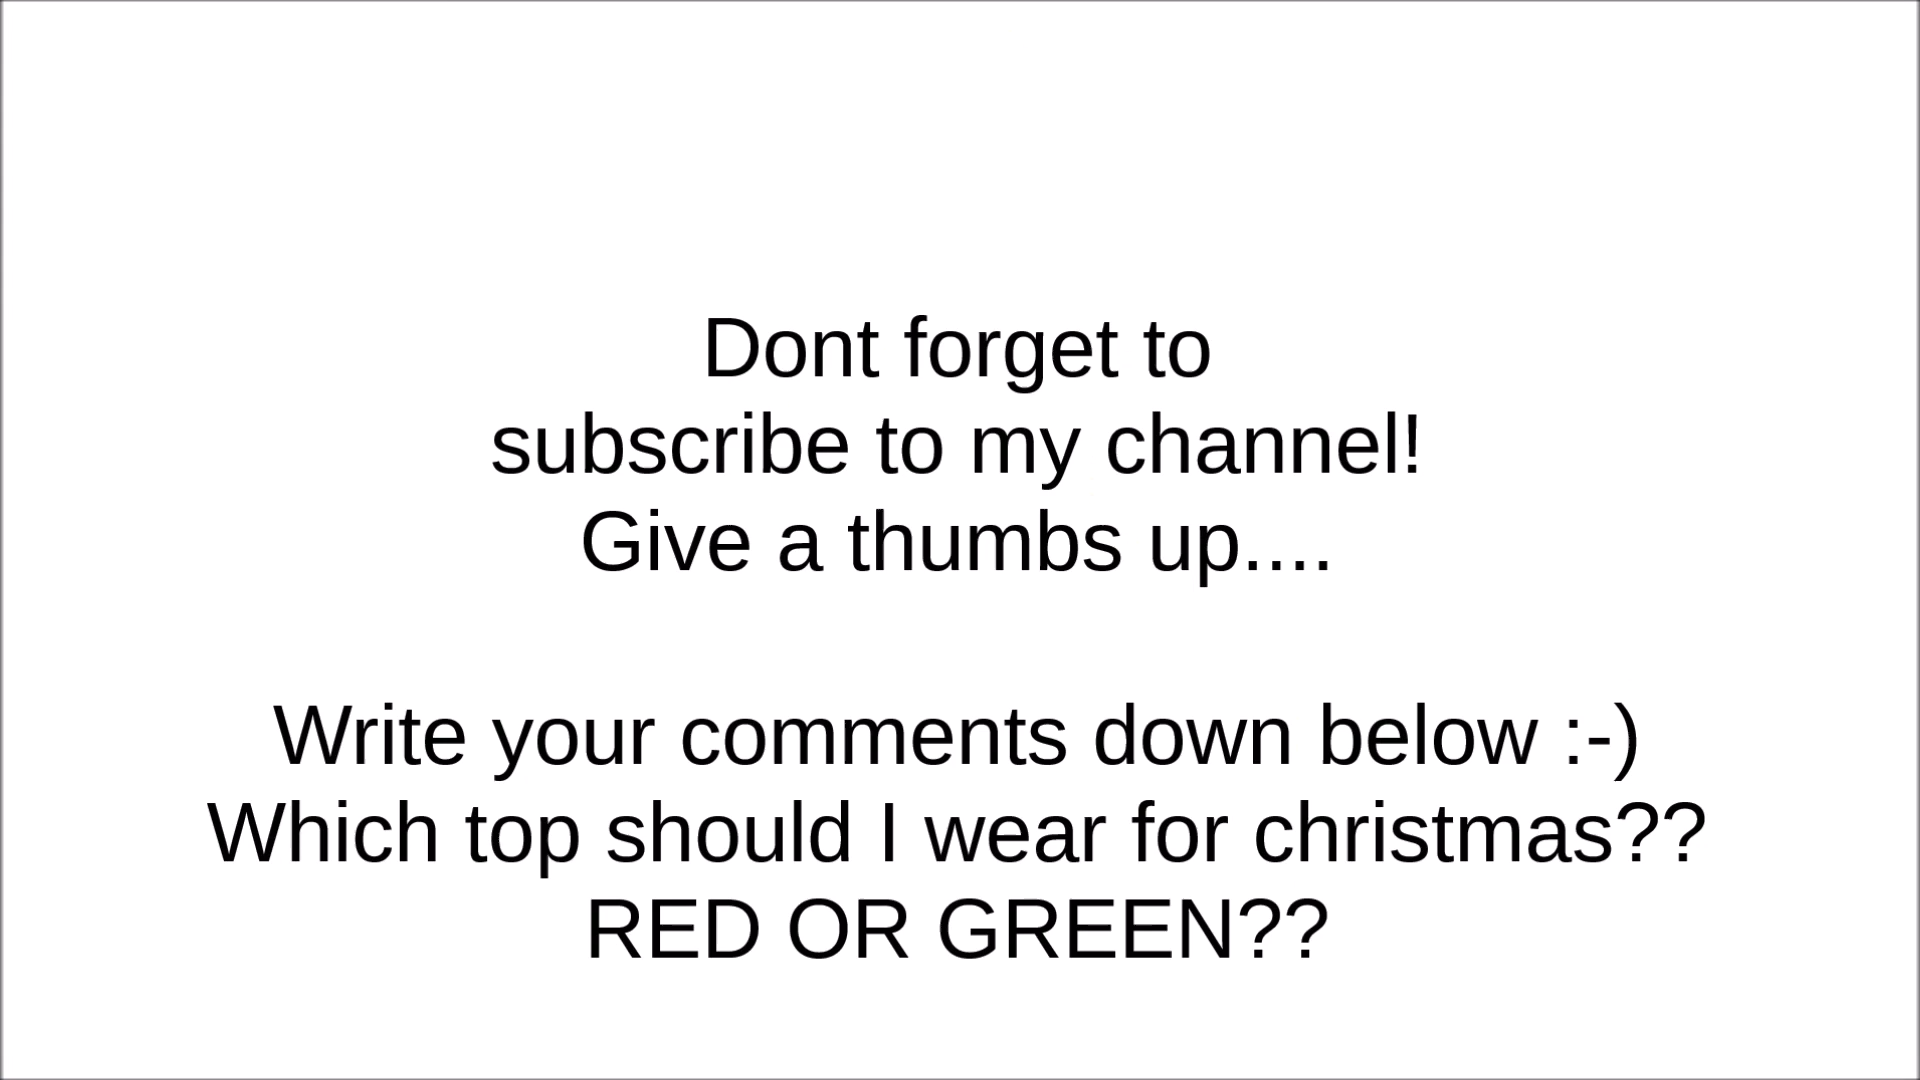 Dont forget to
subscribe to my channel!
Give a thumbs up....
Write your comments down below :-)
Which top should I wear for christmas??
RED OR GREEN??